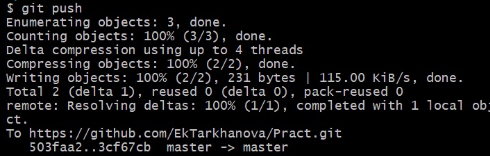 $ git push
Enumerating objects: 3, done.
Counting objects: 100% (3/3), done.
Delta compression using up to 4 threads
Compressing objects: 100% (2/2), done.
Writing objects: 100% (2/2), 231 bytes | 115.00 KiB/s, done.
Total 2 (delta 1), reused 0 (delta 0), pack-reused 0
remote: Resolving deltas: 100% (1/1), completed with 1 local obj
ct.
To https://github.com/EkTarkhanova/Pract.git
503faa2..3cf67cb master -> master